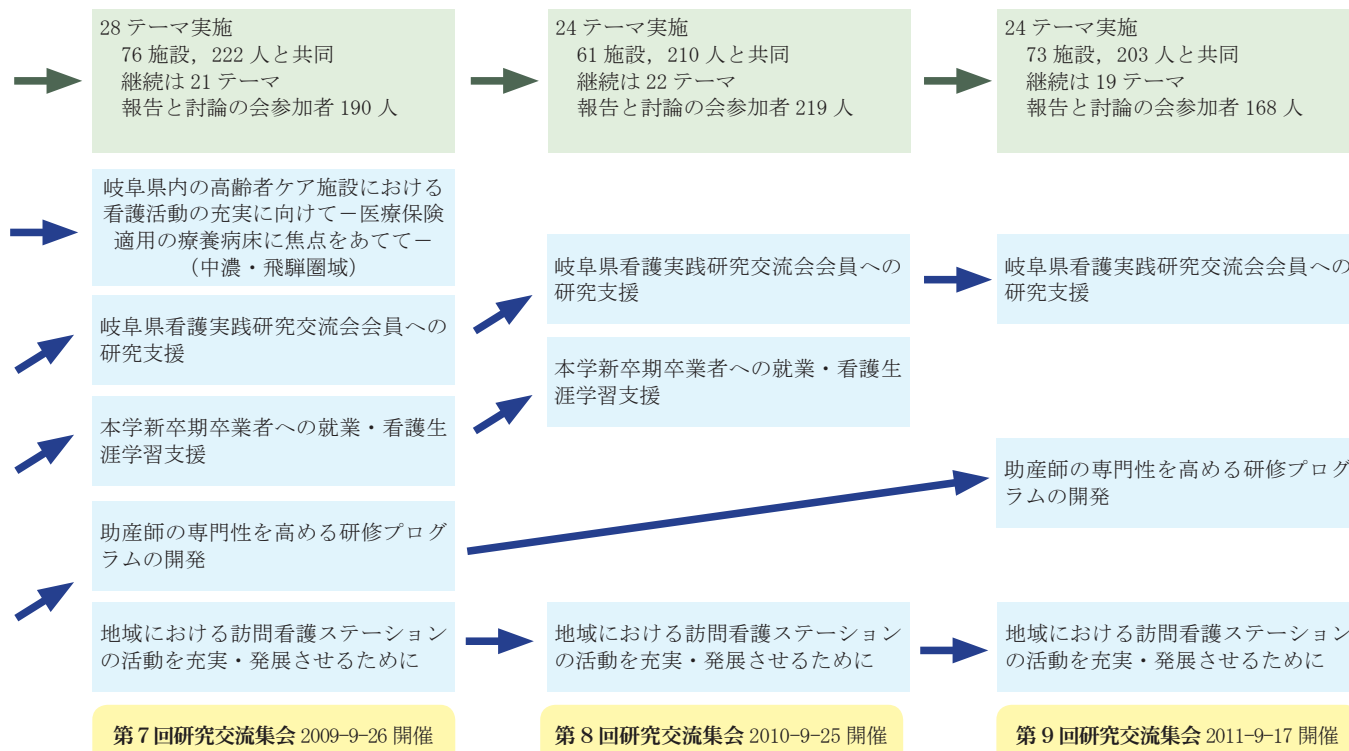 28 テーマ実施
76 施設，222 人と共同
継続は 21 テーマ
報告と討論の会参加者 190 人
24 テーマ実施
61 施設，210 人と共同
継続は 22 テーマ
報告と討論の会参加者 219 人
24 テーマ実施
73 施設，203 人と共同
継続は 19 テーマ
報告と討論の会参加者 168 人
岐阜県内の高齢者ケア施設における
看護活動の充実に向けて－医療保険
適用の療養病床に焦点をあてて－
（中濃・飛騨圏域）
岐阜県看護実践研究交流会会員への
研究支援
本学新卒期卒業者への就業・看護生
涯学習支援
助産師の専門性を高める研修プログ
ラムの開発
地域における訪問看護ステーション
の活動を充実・発展させるために
岐阜県看護実践研究交流会会員への
研究支援
本学新卒期卒業者への就業・看護生
涯学習支援
地域における訪問看護ステーション
の活動を充実・発展させるために
岐阜県看護実践研究交流会会員への
研究支援
助産師の専門性を高める研修プログ
ラムの開発
地域における訪問看護ステーション
の活動を充実・発展させるために
第７回研究交流集会 2009-9-26 開催
第８回研究交流集会 2010-9-25 開催
第９回研究交流集会 2011-9-17 開催